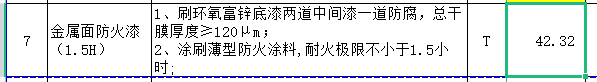 7
金属面防火漆
（1.5H）
1、刷环氧富锌底漆两道中间漆一道防腐，总干
膜厚度≥120μm；
2、涂刷薄型防火涂料,耐火极限不小于1.5小
时;
T
42.32